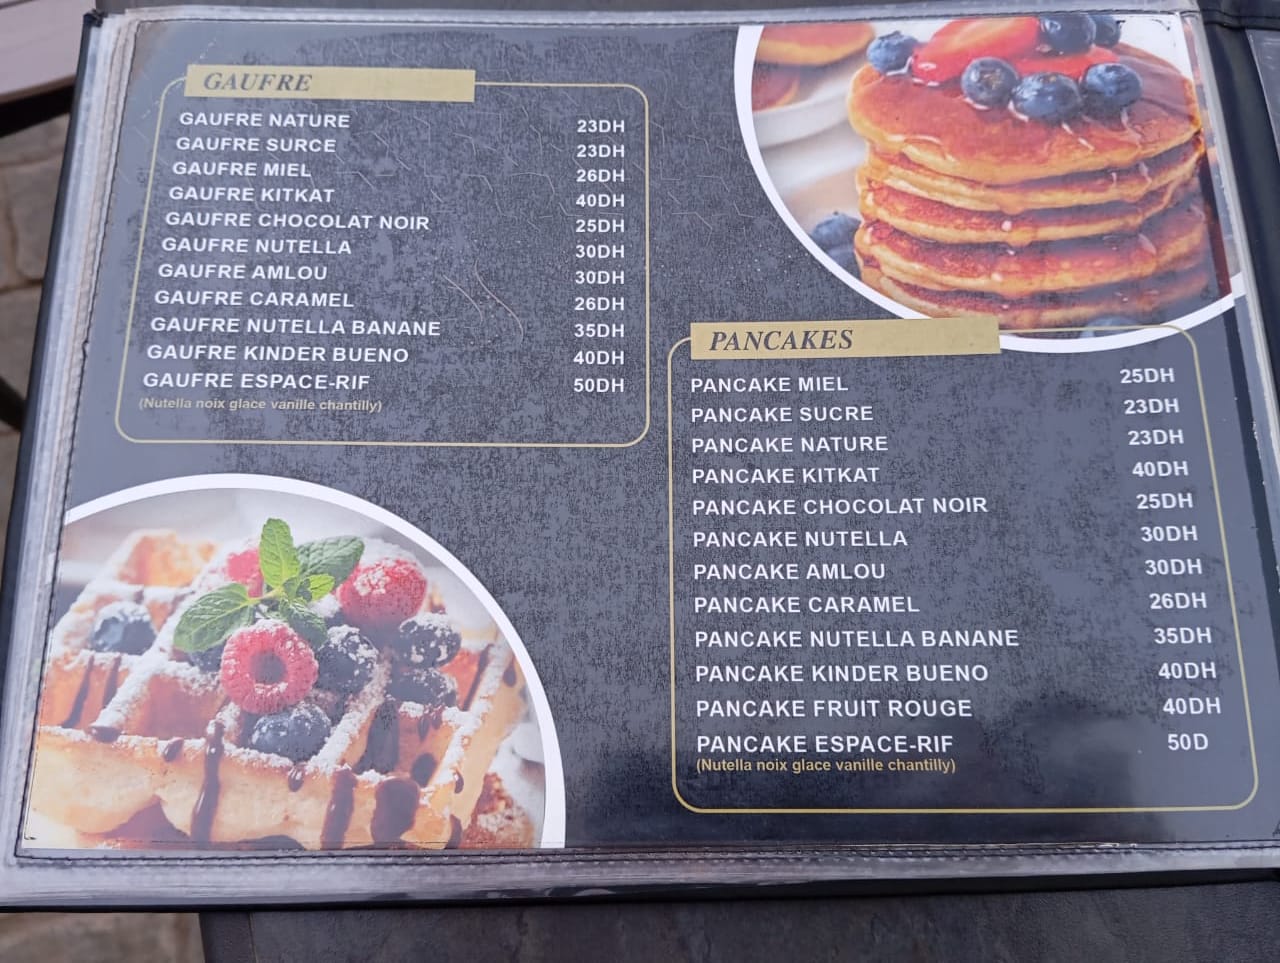 GAUFRE
GAUFRE NATURE 23DH
GAUFRE SURCE 23DH
GAUFRE MIEL 26DH
GAUFRE KITKAT 40DH
GAUFRE CHOCOLAT NOIR 25DH
GAUFRE NUTELLA 30DH
GAUFRE AMLOU 30DH
GAUFRE CARAMEL 26DH
GAUFRE NUTELLA BANANE 35DH
GAUFRE KINDER BUENO 40DH
GAUFRE ESPACE-RIF 50DH
(Nutella noix glace vanille chantilly)
PANCAKES
PANCAKE MIEL 25DH
PANCAKE SUCRE 23DH
PANCAKE NATURE 23DH
PANCAKE KITKAT 40DH
PANCAKE CHOCOLAT NOIR 25DH
PANCAKE NUTELLA 30DH
PANCAKE AMLOU 30DH
PANCAKE CARAMEL 26DH
PANCAKE NUTELLA BANANE 35DH
PANCAKE KINDER BUENO 40DH
PANCAKE FRUIT ROUGE 40DH
PANCAKE ESPACE-RIF 50D
(Nutella noix glace vanille chantilly)